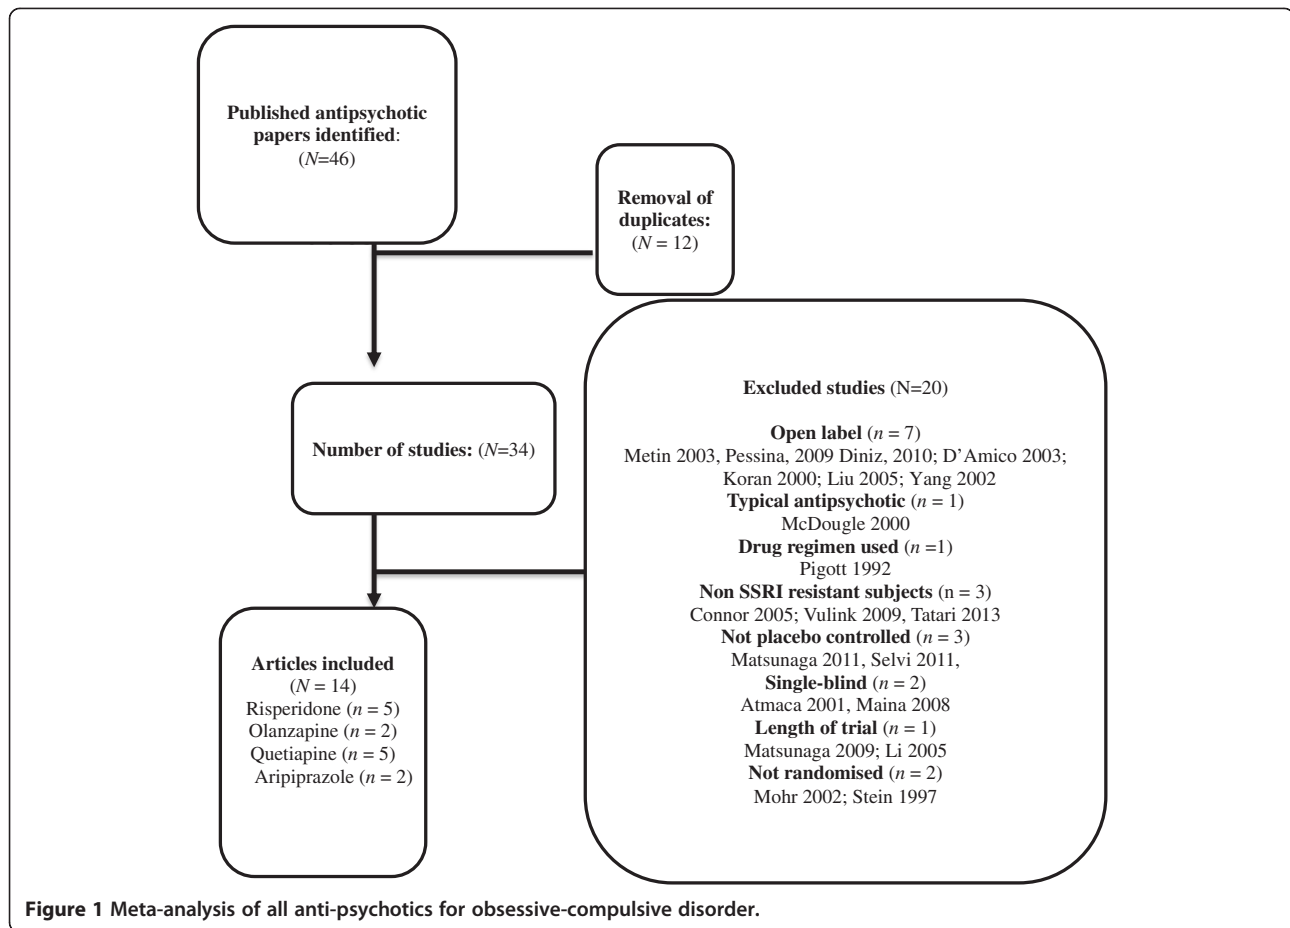 Published antipsychotic
papers identified:
(N=46)
Removal of
duplicates:
(N = 12)
Number of studies: (N=34)
Excluded studies (N=20)
Open label (n = 7)
Metin 2003, Pessina, 2009 Diniz, 2010; D’Amico 2003;
Koran 2000; Liu 2005; Yang 2002
Typical antipsychotic (n = 1)
McDougle 2000
Drug regimen used (n =1)
Pigott 1992
Non SSRI resistant subjects (n = 3)
Connor 2005; Vulink 2009, Tatari 2013
Not placebo controlled (n = 3)
Matsunaga 2011, Selvi 2011,
Single-blind (n = 2)
Atmaca 2001, Maina 2008
Length of trial (n = 1)
Matsunaga 2009; Li 2005
Not randomised (n = 2)
Mohr 2002; Stein 1997
Articles included
(N = 14)
Risperidone (n = 5)
Olanzapine (n = 2)
Quetiapine (n = 5)
Aripiprazole (n = 2)
Figure 1 Meta-analysis of all anti-psychotics for obsessive-compulsive disorder.